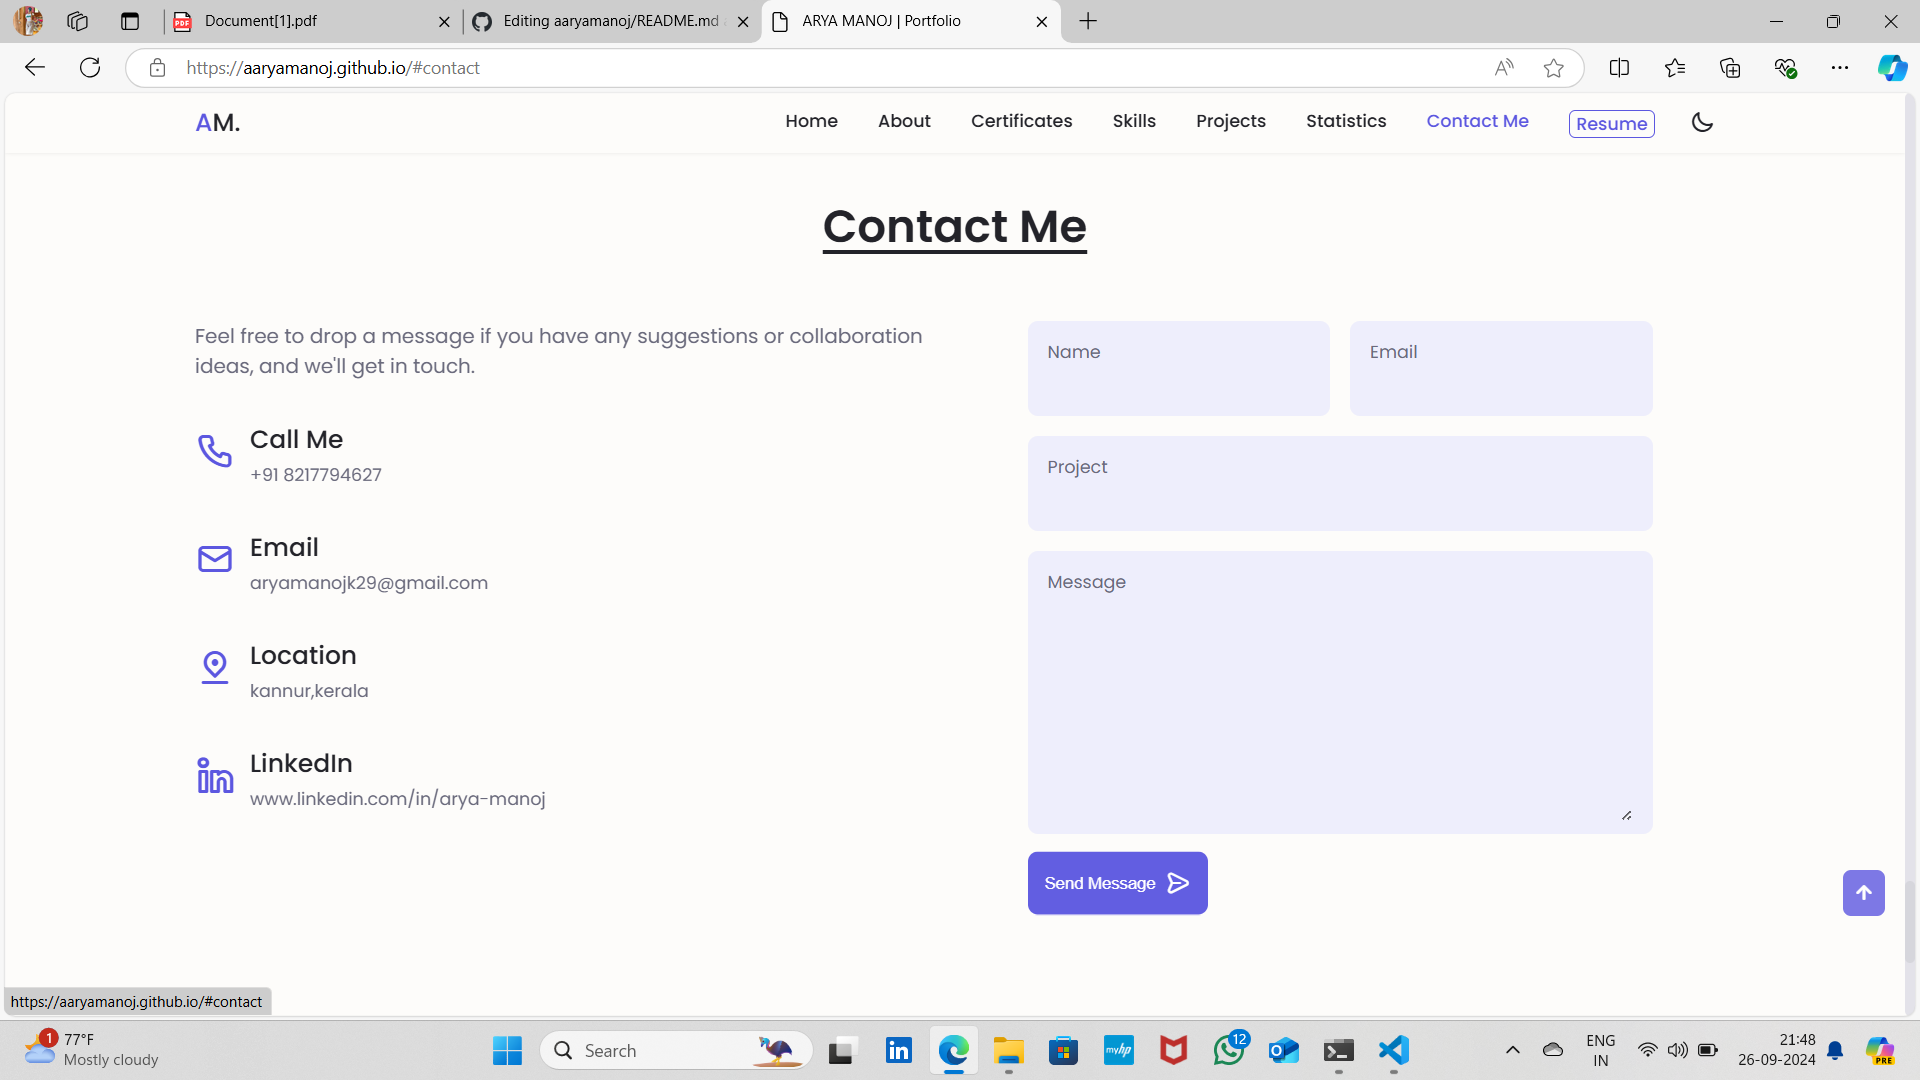 Document[1].pdf
Editing aaryamanoj/README.md
ARYA MANOJ | Portfolio
https://aaryamanoj.github.io/#contact
AM.
Home
About
Certificates
Skills
Projects
Statistics
Contact Me
Resume
Contact Me
Feel free to drop a message if you have any suggestions or collaboration
ideas, and we'll get in touch.
Call Me
+91 8217794627
Email
aryamanojk29@gmail.com
Location
kannur,kerala
LinkedIn
www.linkedin.com/in/arya-manoj
Name
Email
Project
Message
Send Message
https://aaryamanoj.github.io/#contact
1
77°F
Mostly cloudy
Search
in
myhp
12
ENG
IN
21:48
26-09-2024
PRE